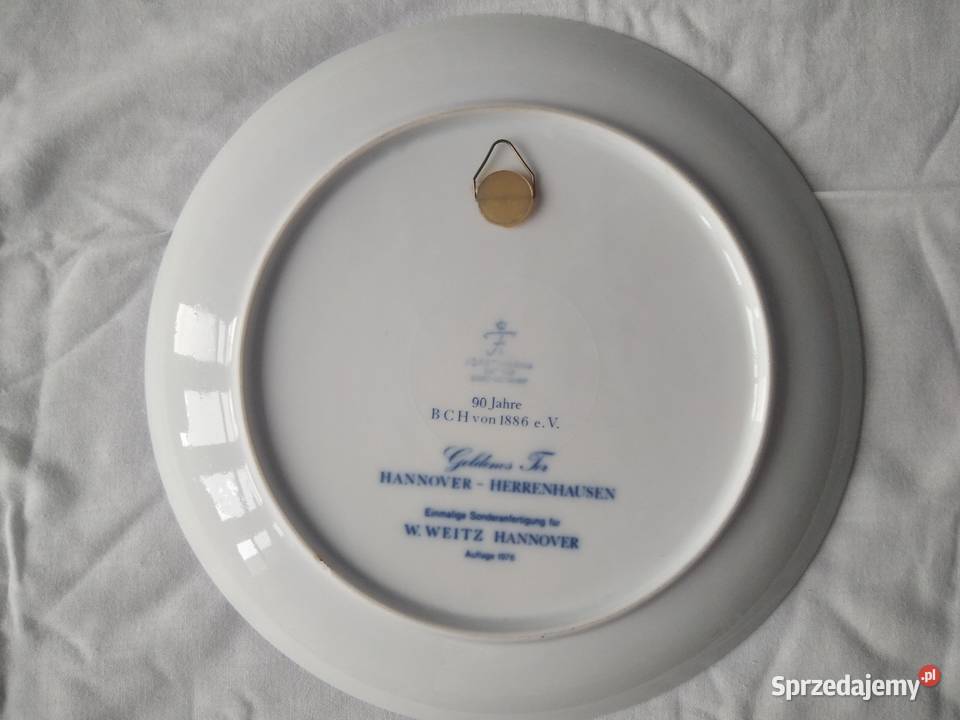 F
90 Jahre
B C H von 1886 e. V.
Goldenes Tor
HANNOVER - HERRENHAUSEN
Einmalige Sonderanfertigung für
W. WEITZ HANNOVER
Auflage 1976
Sprzedajemy.pl